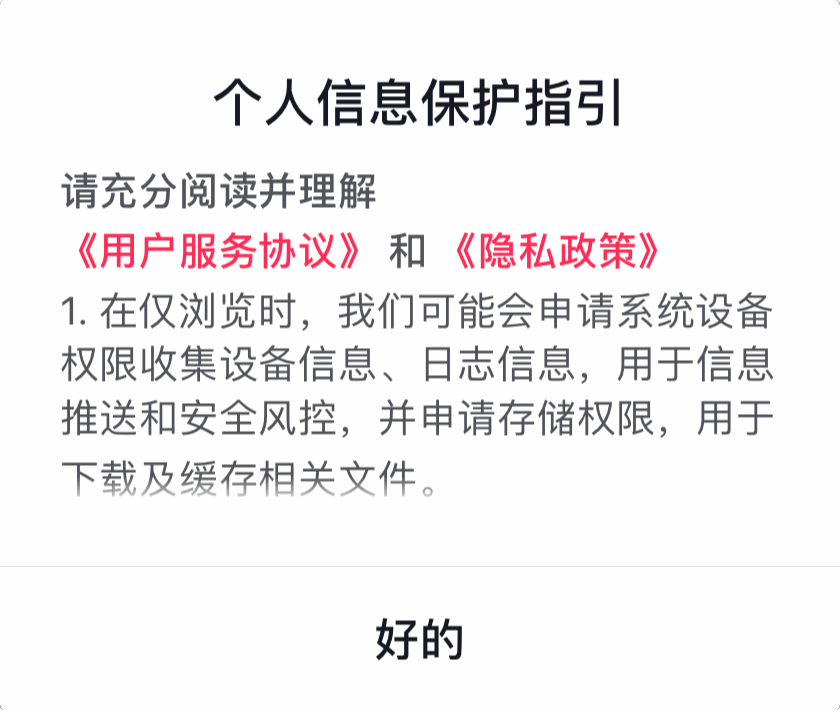 个人信息保护指引
请充分阅读并理解
《用户服务协议》 和 《隐私政策》
1. 在仅浏览时，我们可能会申请系统设备
权限收集设备信息、日志信息，用于信息
推送和安全风控，并申请存储权限，用于
下载及缓存相关文件。
好的